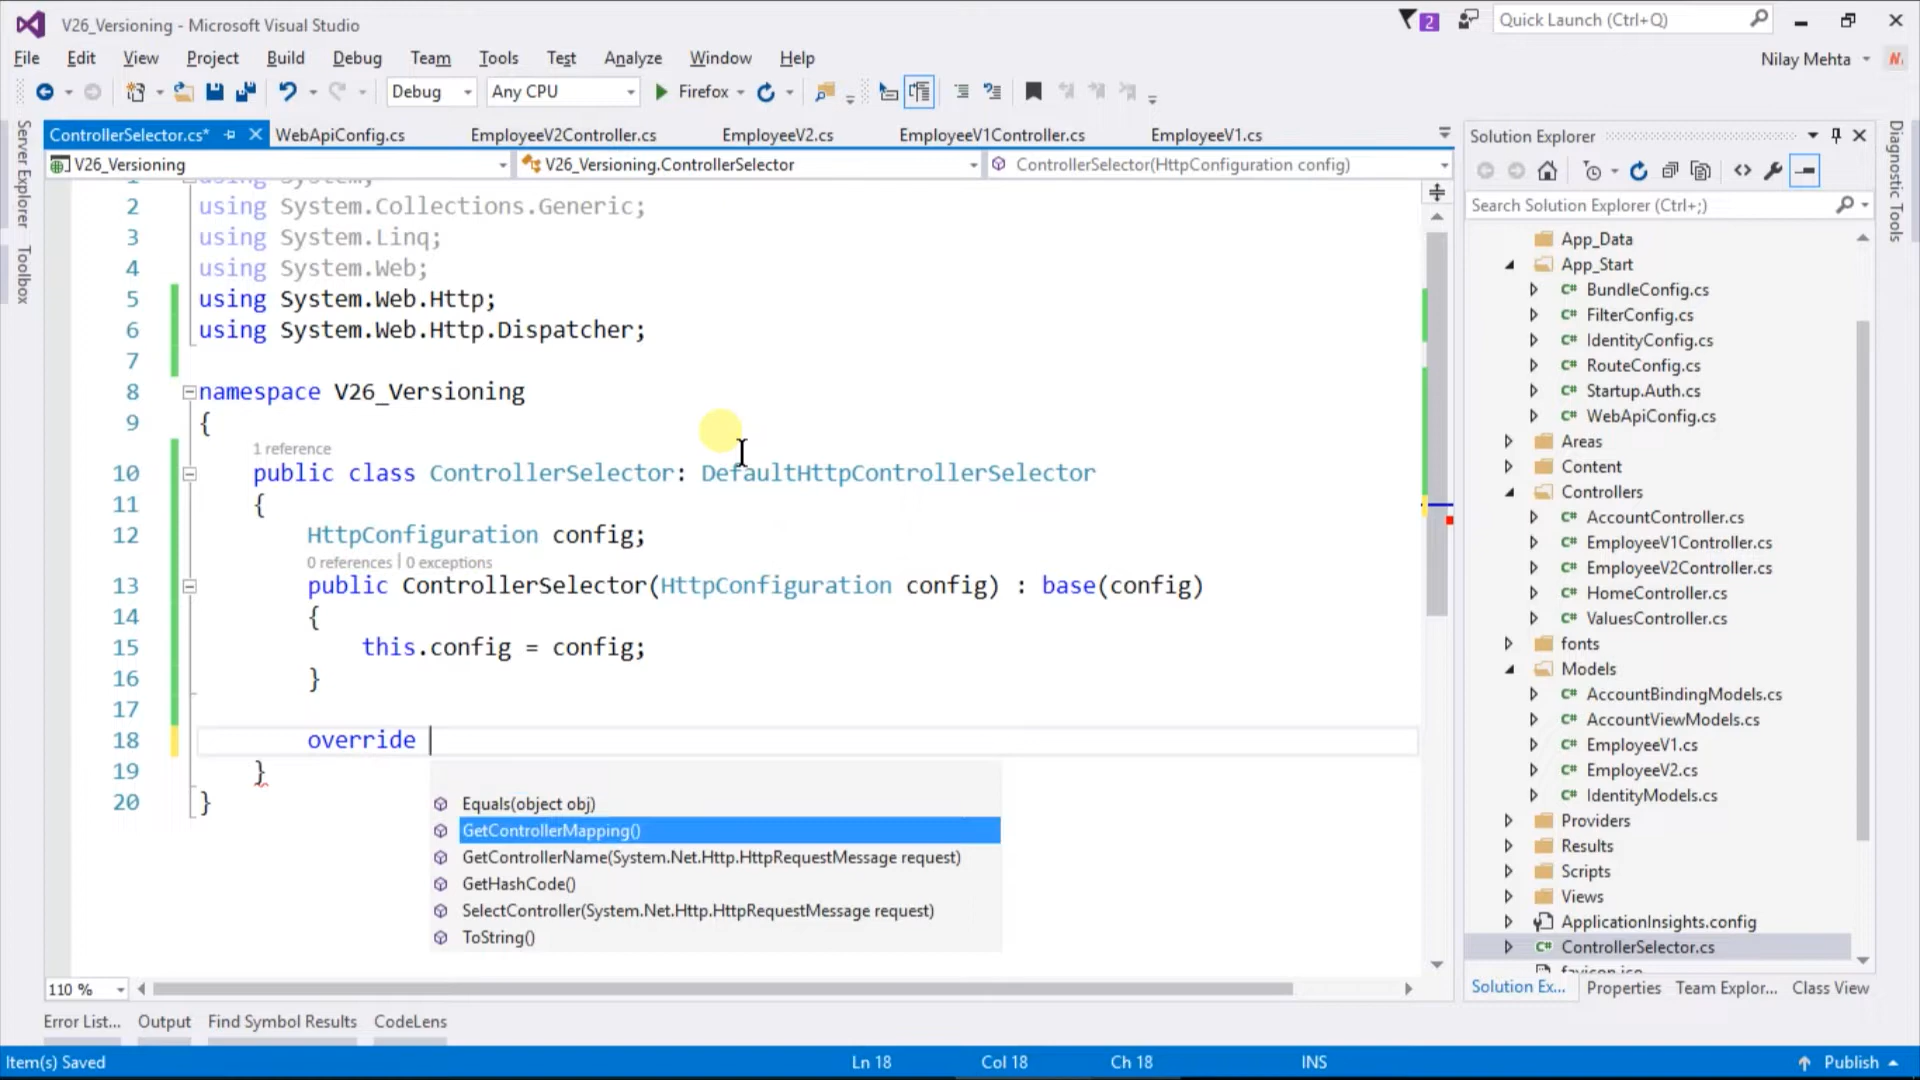 V26_Versioning - Microsoft Visual Studio
2
Quick Launch (Ctrl+Q)
File Edit View Project Build Debug Team Tools Test Analyze Window Help
Nilay Mehta
Debug Any CPU Firefox
ControllerSelector.cs* WebApiConfig.cs EmployeeV2Controller.cs EmployeeV2.cs EmployeeV1Controller.cs EmployeeV1.cs
V26_Versioning V26_Versioning.ControllerSelector ControllerSelector(HttpConfiguration config)
Server Explorer
Toolbox
1 using System;
2 using System.Collections.Generic;
3 using System.Linq;
4 using System.Web;
5 using System.Web.Http;
6 using System.Web.Http.Dispatcher;
7
8 namespace V26_Versioning
9 {
1 reference
10 public class ControllerSelector: DefaultHttpControllerSelector
11 {
12 HttpConfiguration config;
0 references | 0 exceptions
13 public ControllerSelector(HttpConfiguration config) : base(config)
14 {
15 this.config = config;
16 }
17
18 override
19 }
20 }
Equals(object obj)
GetControllerMapping()
GetControllerName(System.Net.Http.HttpRequestMessage request)
GetHashCode()
SelectController(System.Net.Http.HttpRequestMessage request)
ToString()
110 %
Solution Explorer
Search Solution Explorer (Ctrl+;)
App_Data
App_Start
C# BundleConfig.cs
C# FilterConfig.cs
C# IdentityConfig.cs
C# RouteConfig.cs
C# Startup.Auth.cs
C# WebApiConfig.cs
Areas
Content
Controllers
C# AccountController.cs
C# EmployeeV1Controller.cs
C# EmployeeV2Controller.cs
C# HomeController.cs
C# ValuesController.cs
fonts
Models
C# AccountBindingModels.cs
C# AccountViewModels.cs
C# EmployeeV1.cs
C# EmployeeV2.cs
C# IdentityModels.cs
Providers
Results
Scripts
Views
ApplicationInsights.config
C# ControllerSelector.cs
favicon.ico
Solution Ex... Properties Team Explor... Class View
Diagnostic Tools
Error List... Output Find Symbol Results CodeLens
Item(s) Saved Ln 18 Col 18 Ch 18 INS Publish